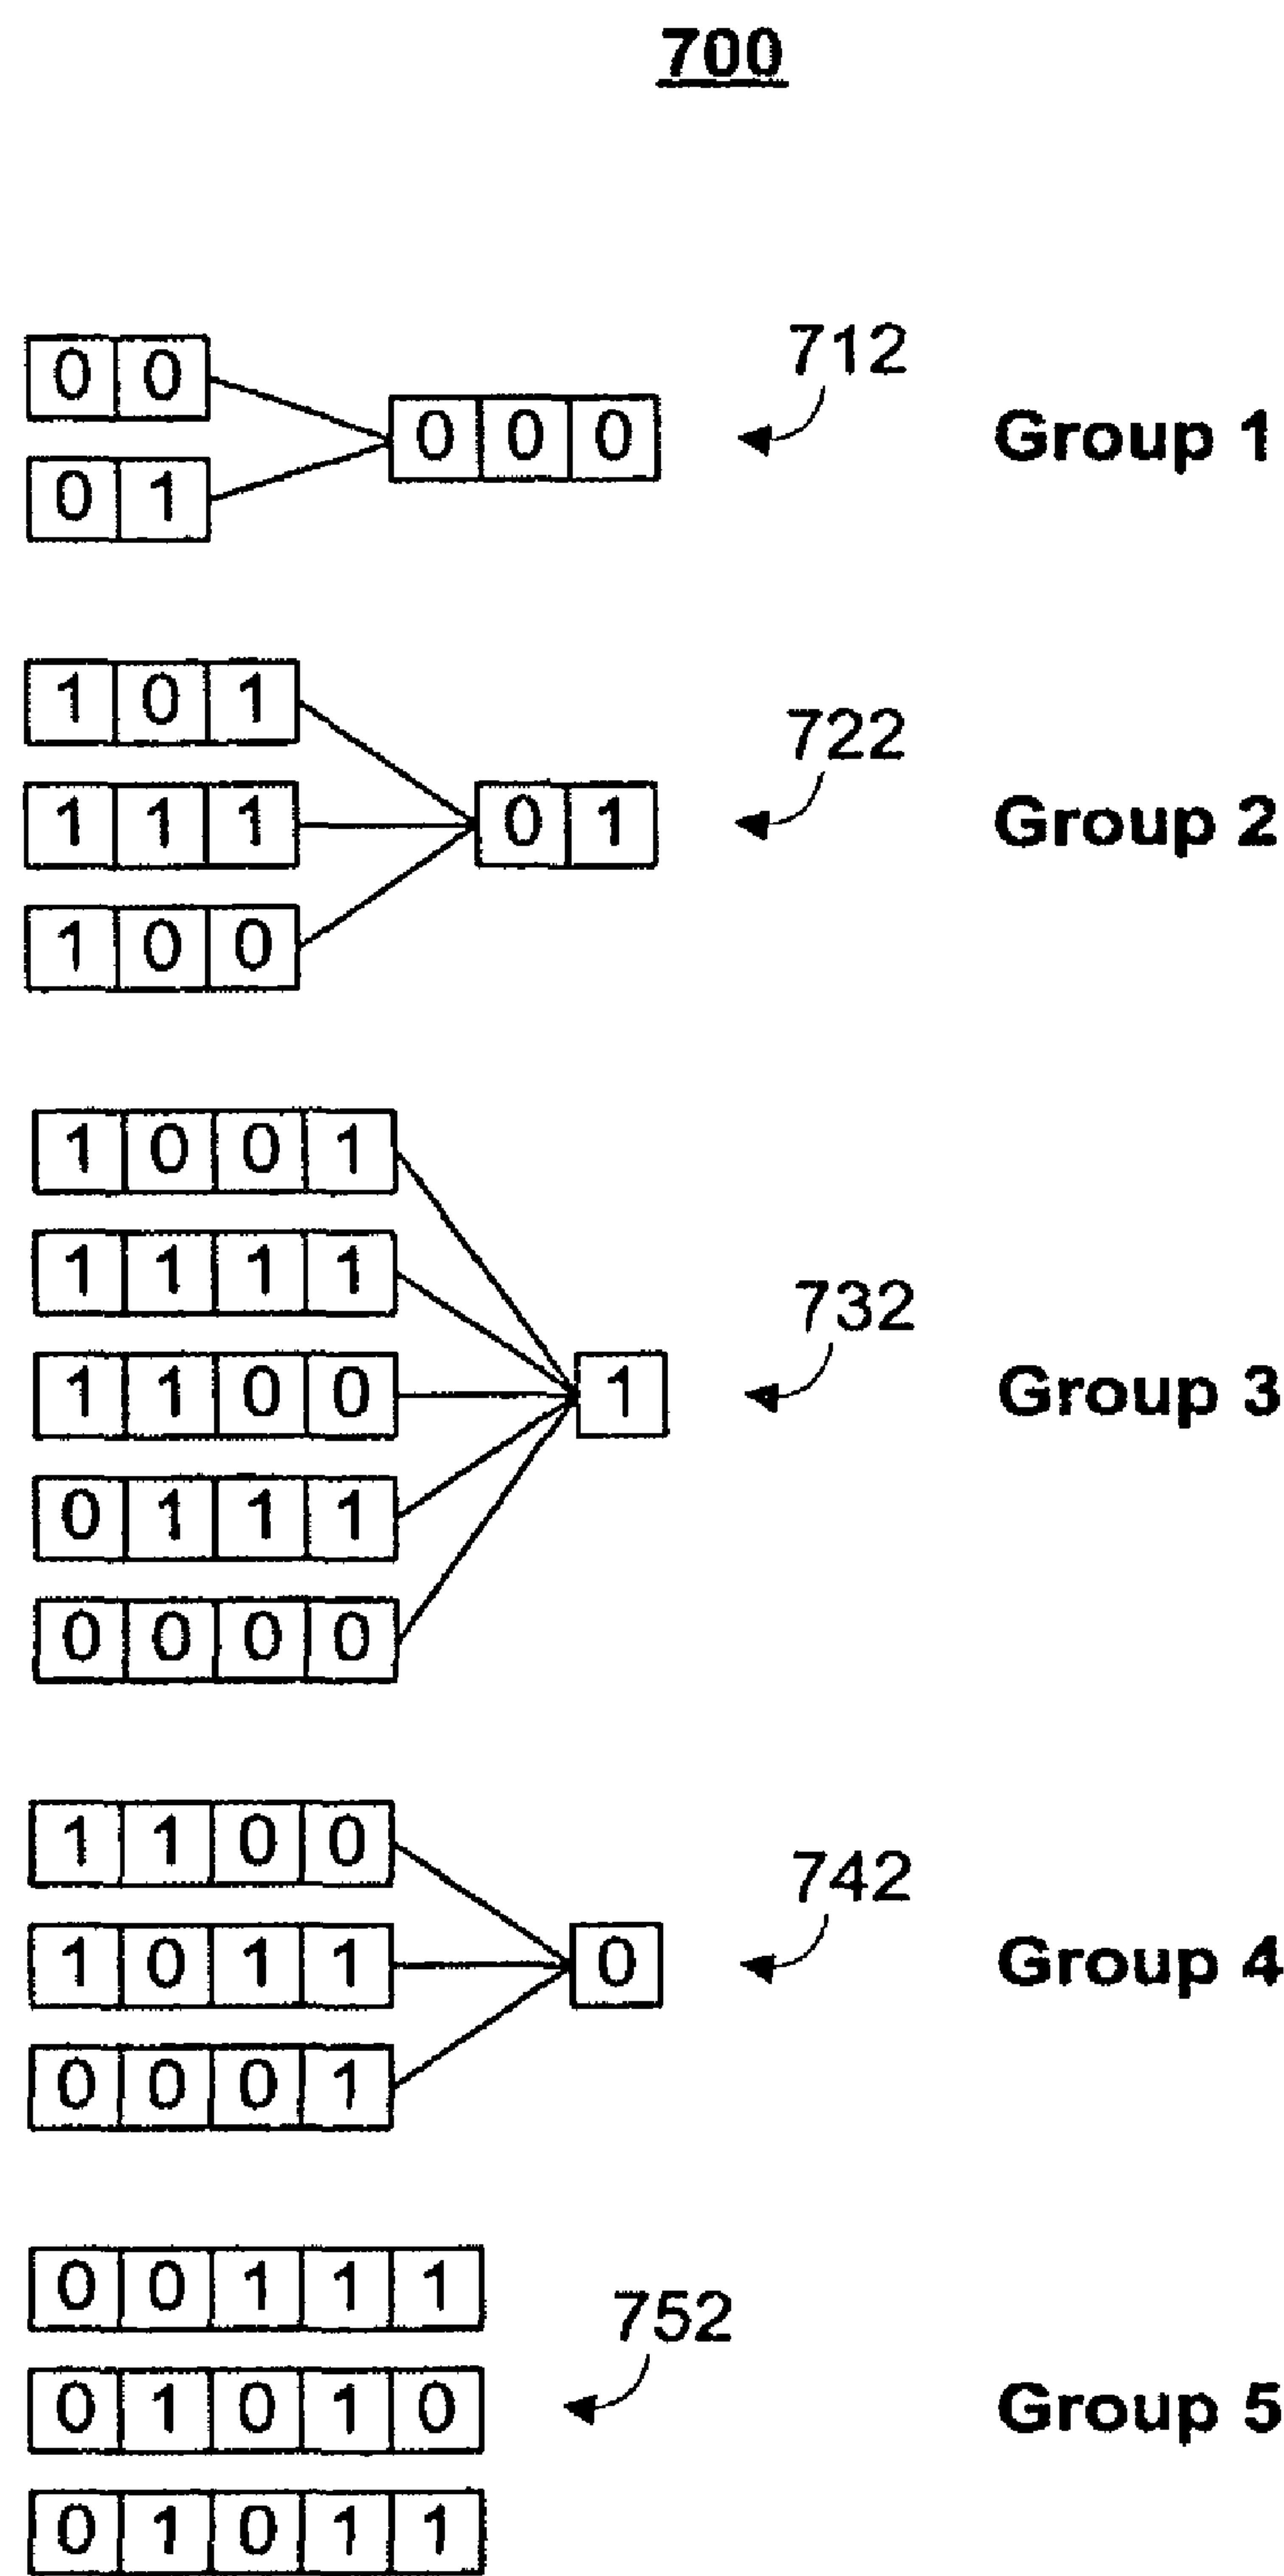 700
0 0
712
0 0 0
Group 1
0 1
1 0 1
722
1 1 1
0 1
Group 2
1 0 0
1 0 0 1
1 1 1 1
732
1 1 0 0
1
Group 3
0 1 1 1
0 0 0 0
1 1 0 0
742
1 0 1 1
0
Group 4
0 0 0 1
0 0 1 1 1
752
0 1 0 1 0
Group 5
0 1 0 1 1